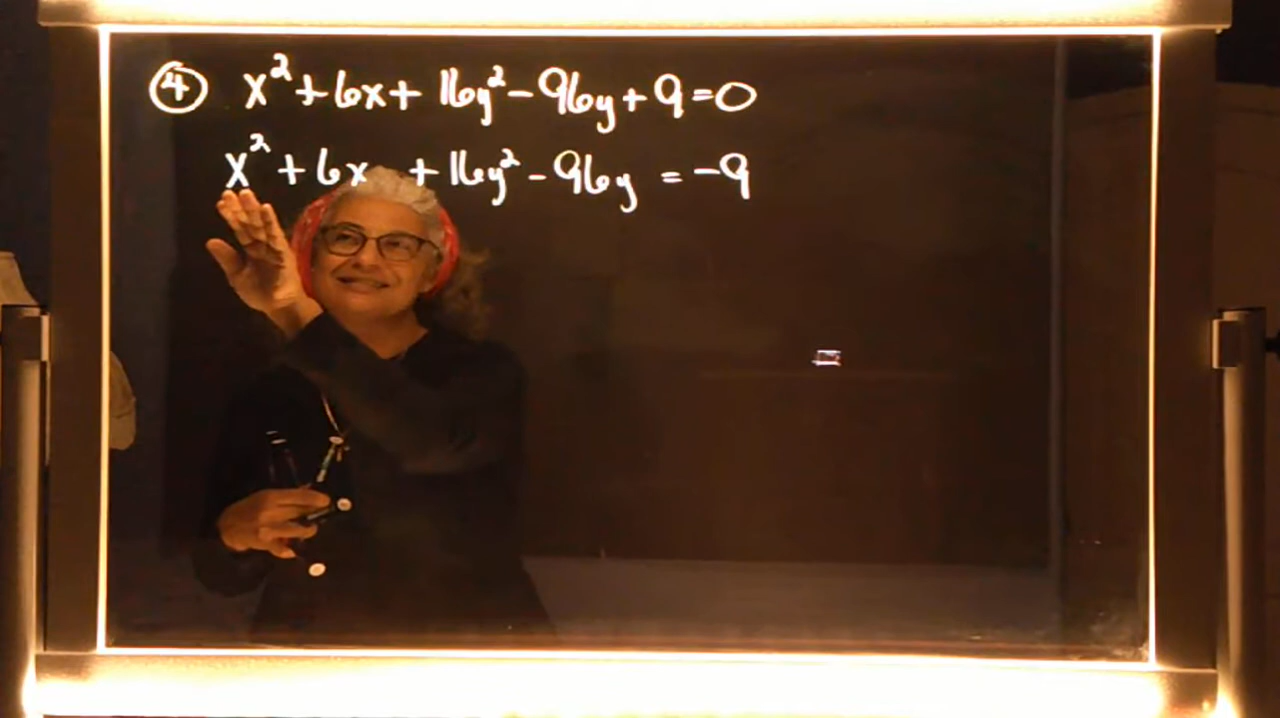 ④ x² + 6x + 16y² - 96y + 9 = 0
x² + 6x + 16y² - 96y = -9